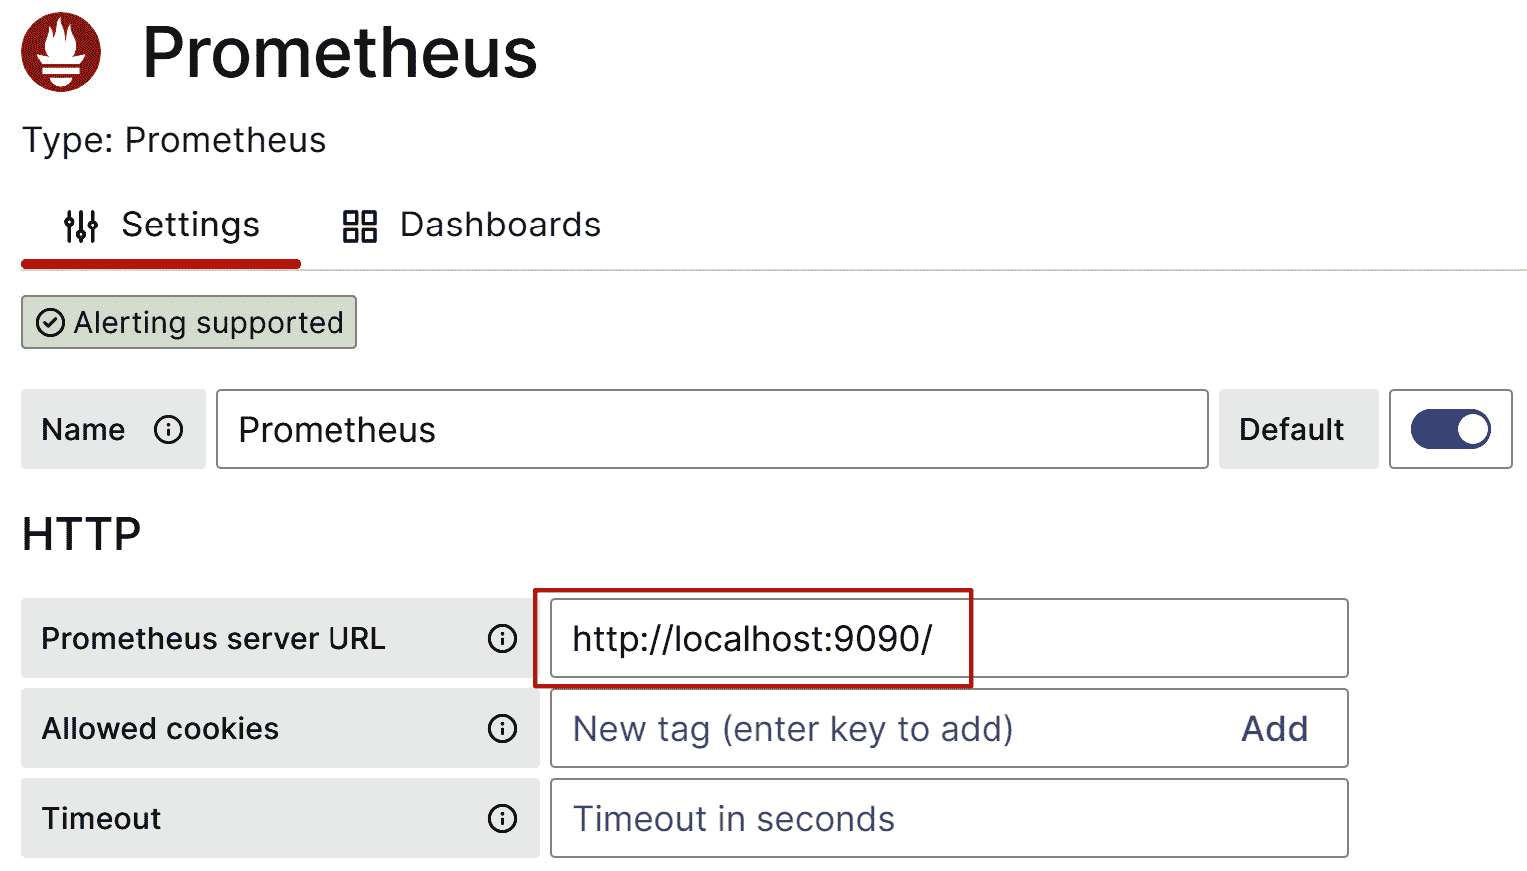 Prometheus
Type: Prometheus
Settings Dashboards
Alerting supported
Name Prometheus Default
HTTP
Prometheus server URL http://localhost:9090/
Allowed cookies New tag (enter key to add) Add
Timeout Timeout in seconds